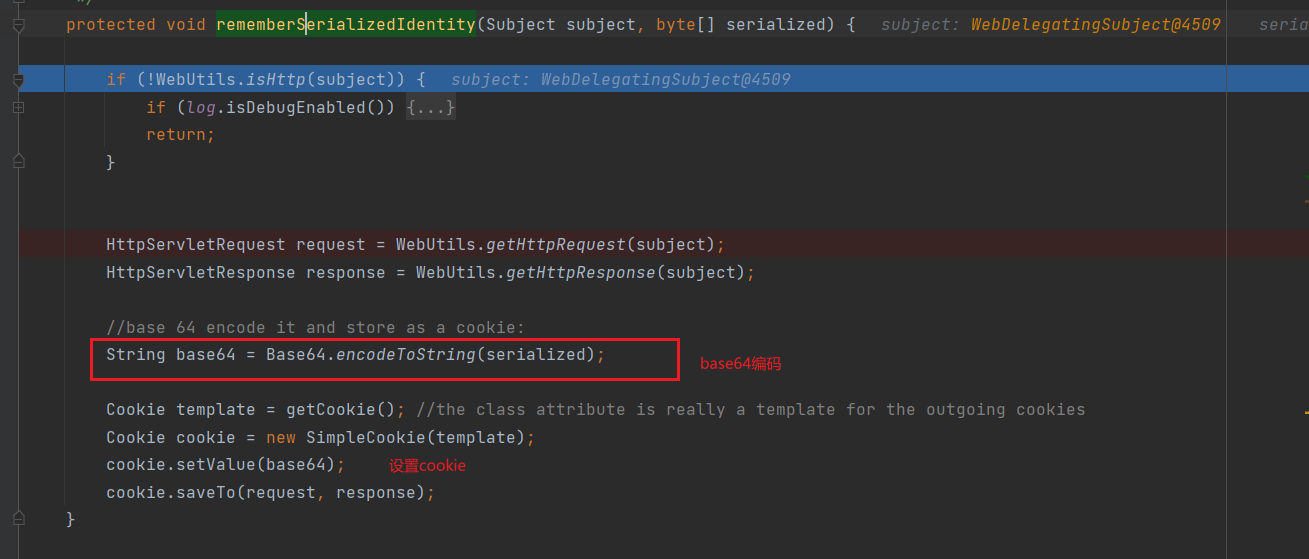 */
protected void rememberSerializedIdentity(Subject subject, byte[] serialized) { subject: WebDelegatingSubject@4509 seria
if (!WebUtils.isHttp(subject)) { subject: WebDelegatingSubject@4509
if (log.isDebugEnabled()) {...}
return;
}
HttpServletRequest request = WebUtils.getHttpRequest(subject);
HttpServletResponse response = WebUtils.getHttpResponse(subject);
//base 64 encode it and store as a cookie:
String base64 = Base64.encodeToString(serialized); base64编码
Cookie template = getCookie(); //the class attribute is really a template for the outgoing cookies
Cookie cookie = new SimpleCookie(template);
cookie.setValue(base64); 设置cookie
cookie.saveTo(request, response);
}